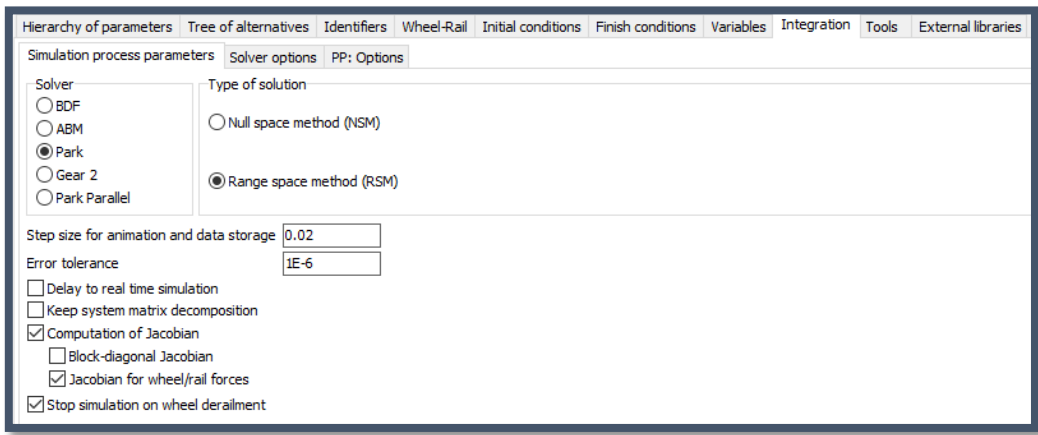 Hierarchy of parameters Tree of alternatives Identifiers Wheel-Rail Initial conditions Finish conditions Variables Integration Tools External libraries
Simulation process parameters Solver options PP: Options
Solver Type of solution
BDF
Null space method (NSM)
ABM
Park
Gear 2
Range space method (RSM)
Park Parallel
Step size for animation and data storage 0.02
Error tolerance 1E-6
Delay to real time simulation
Keep system matrix decomposition
Computation of Jacobian
Block-diagonal Jacobian
Jacobian for wheel/rail forces
Stop simulation on wheel derailment